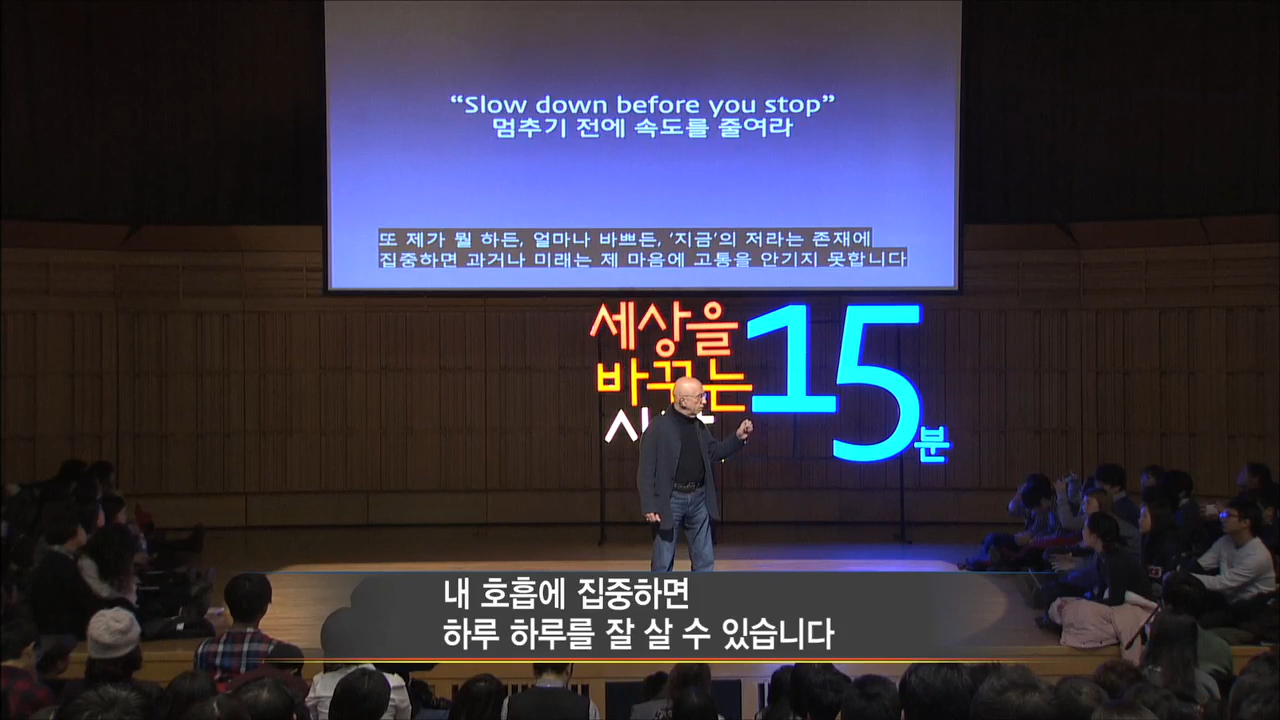 “Slow down before you stop”
멈추기 전에 속도를 줄여라
또 제가 뭘 하든, 얼마나 바쁘든, ‘지금’의 저라는 존재에
집중하면 과거나 미래는 제 마음에 고통을 안기지 못합니다
세상을
바꾸는
15
분
내 호흡에 집중하면
하루 하루를 잘 살 수 있습니다